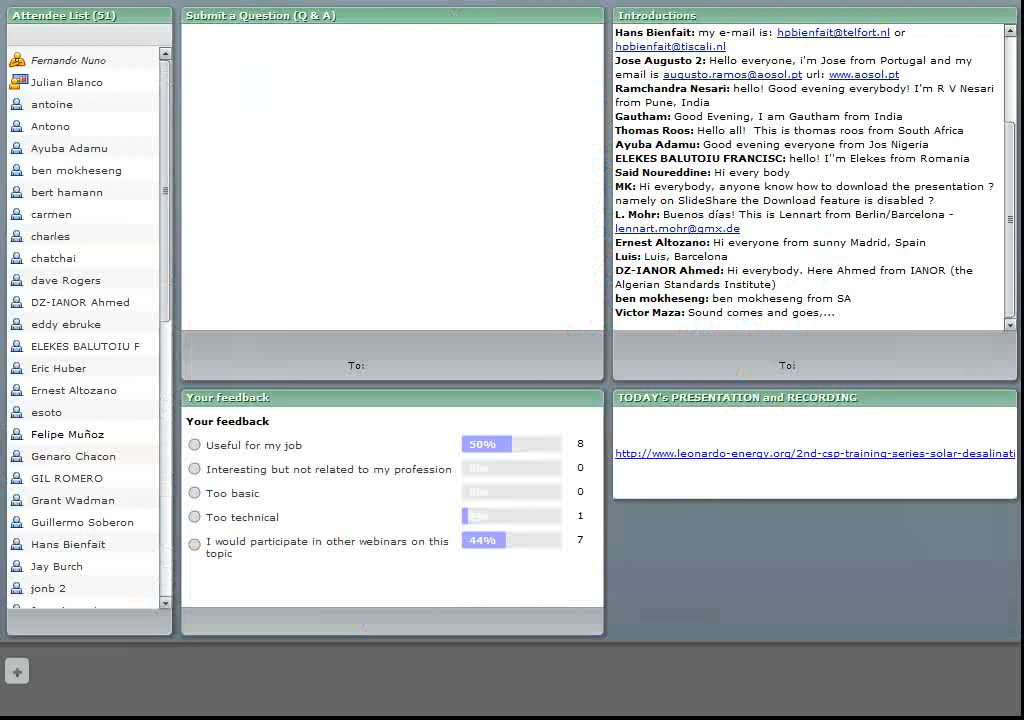 Attendee List (51)
Fernando Nuno
Julian Blanco
antoine
Antono
Ayuba Adamu
ben mokheseng
bert hamann
carmen
charles
chatchai
dave Rogers
DZ-IANOR Ahmed
eddy ebruke
ELEKES BALUTOIU F
Eric Huber
Ernest Altozano
esoto
Felipe Muñoz
Genaro Chacon
GIL ROMERO
Grant Wadman
Guillermo Soberon
Hans Bienfait
Jay Burch
jonb 2
Submit a Question (Q & A)
To:
Introductions
Hans Bienfait: my e-mail is: hpbienfait@telfort.nl or
hpbienfait@tiscali.nl
Jose Augusto 2: Hello everyone, i'm Jose from Portugal and my
email is augusto.ramos@aosol.pt url: www.aosol.pt
Ramchandra Nesari: hello! Good evening everybody! I'm R V Nesari
from Pune, India
Gautham: Good Evening, I am Gautham from India
Thomas Roos: Hello all! This is thomas roos from South Africa
Ayuba Adamu: Good evening everyone from Jos Nigeria
ELEKES BALUTOIU FRANCISC: hello! I''m Elekes from Romania
Said Noureddine: Hi every body
MK: Hi everybody, anyone know how to download the presentation ?
namely on SlideShare the Download feature is disabled ?
L. Mohr: Buenos días! This is Lennart from Berlin/Barcelona -
lennart.mohr@gmx.de
Ernest Altozano: Hi everyone from sunny Madrid, Spain
Luis: Luis, Barcelona
DZ-IANOR Ahmed: Hi everybody. Here Ahmed from IANOR (the
Algerian Standards Institute)
ben mokheseng: ben mokheseng from SA
Victor Maza: Sound comes and goes,...
To:
Your feedback
Your feedback
Useful for my job 50% 8
Interesting but not related to my profession 0
Too basic 0
Too technical 1
I would participate in other webinars on this 44% 7
topic
TODAY's PRESENTATION and RECORDING
http://www.leonardo-energy.org/2nd-csp-training-series-solar-desalinati